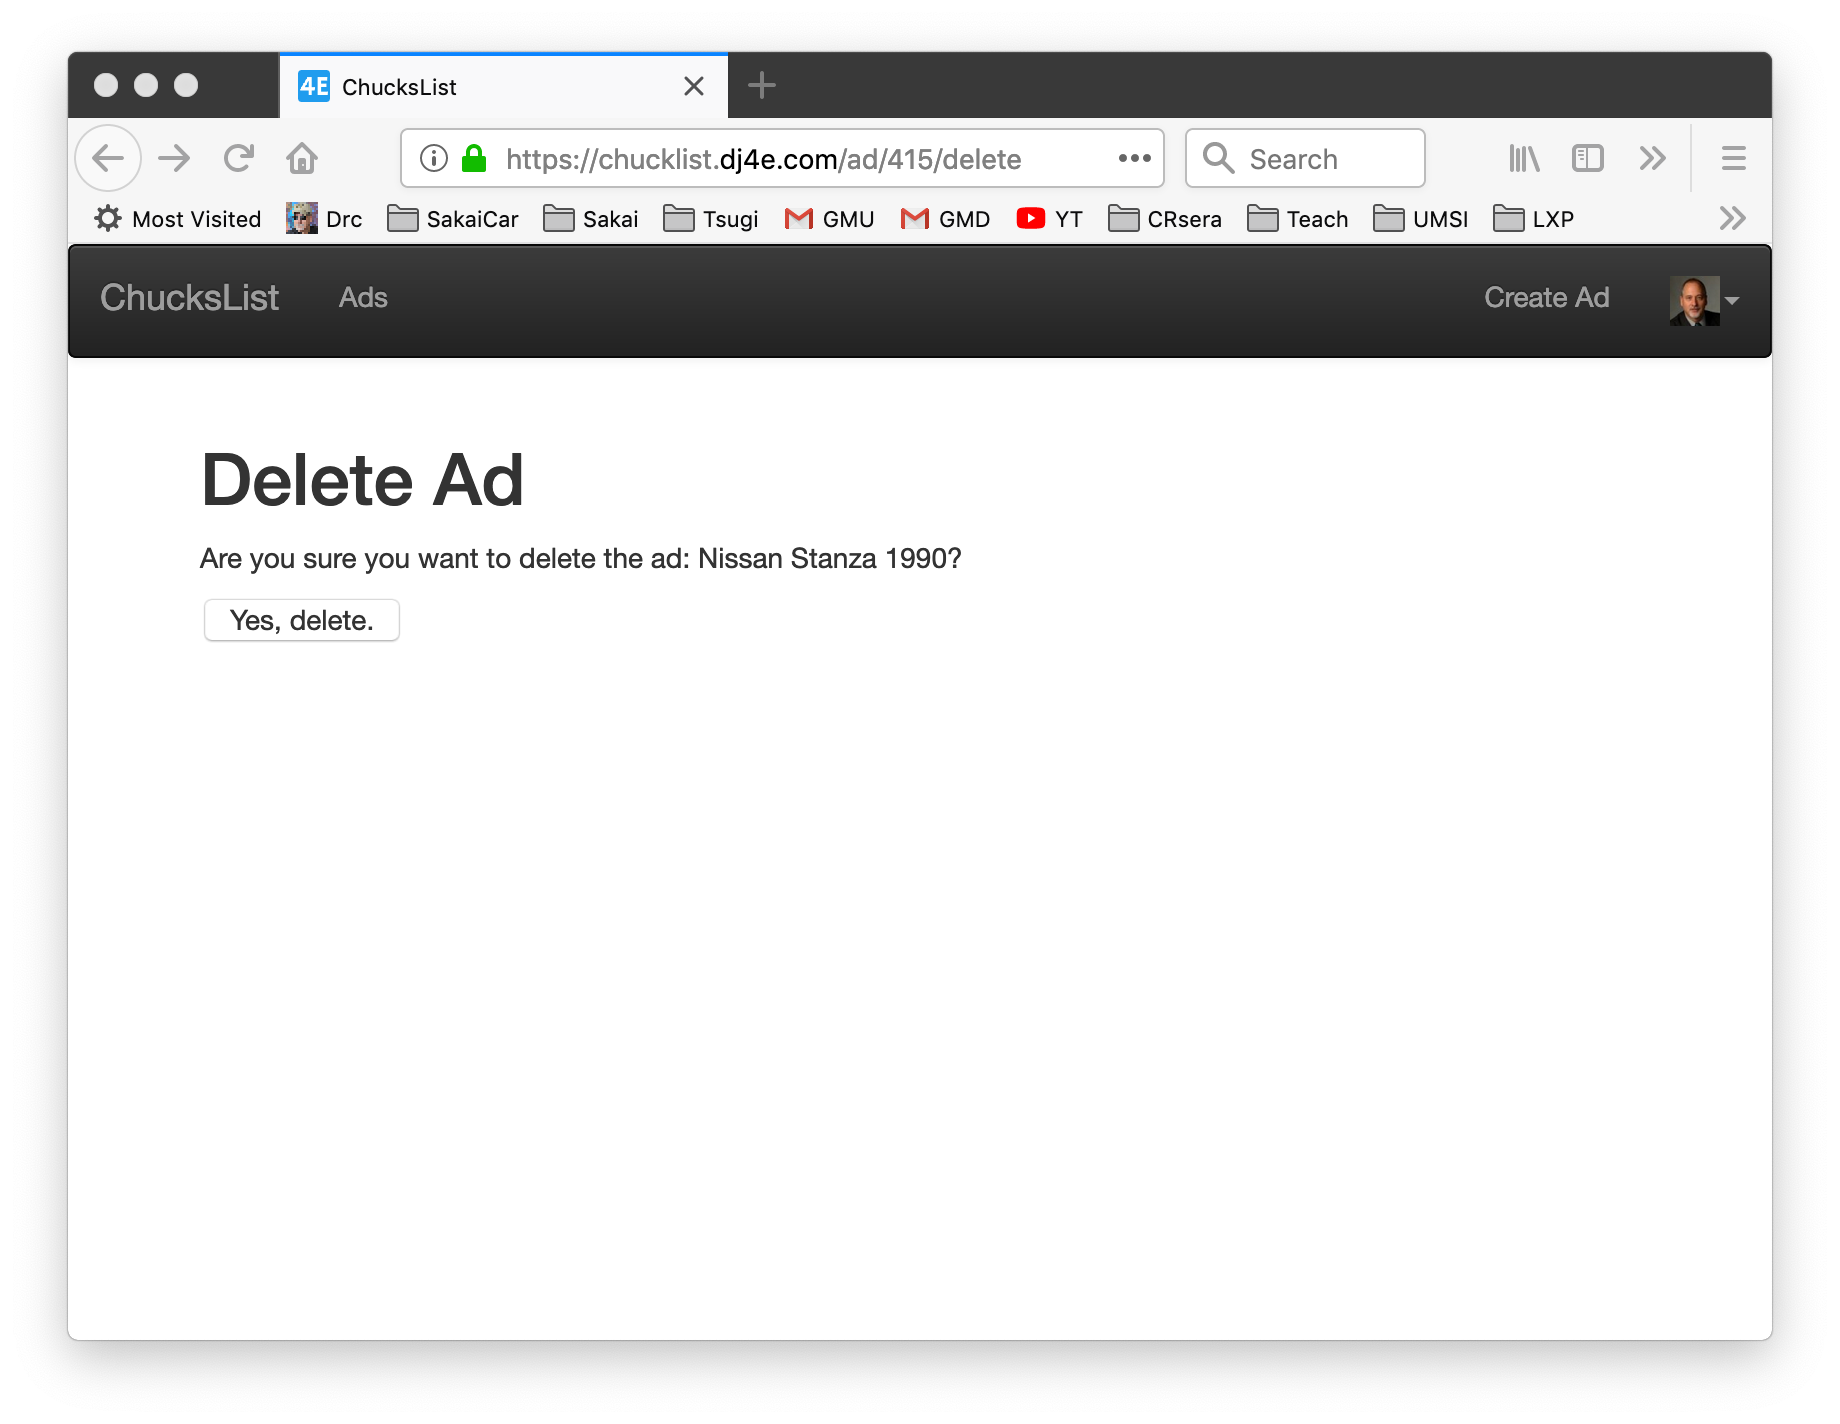 4E ChucksList
https://chucklist.dj4e.com/ad/415/delete Search
Most Visited Drc SakaiCar Sakai Tsugi GMU GMD YT CRsera Teach UMSI LXP
ChucksList Ads Create Ad
Delete Ad
Are you sure you want to delete the ad: Nissan Stanza 1990?
Yes, delete.